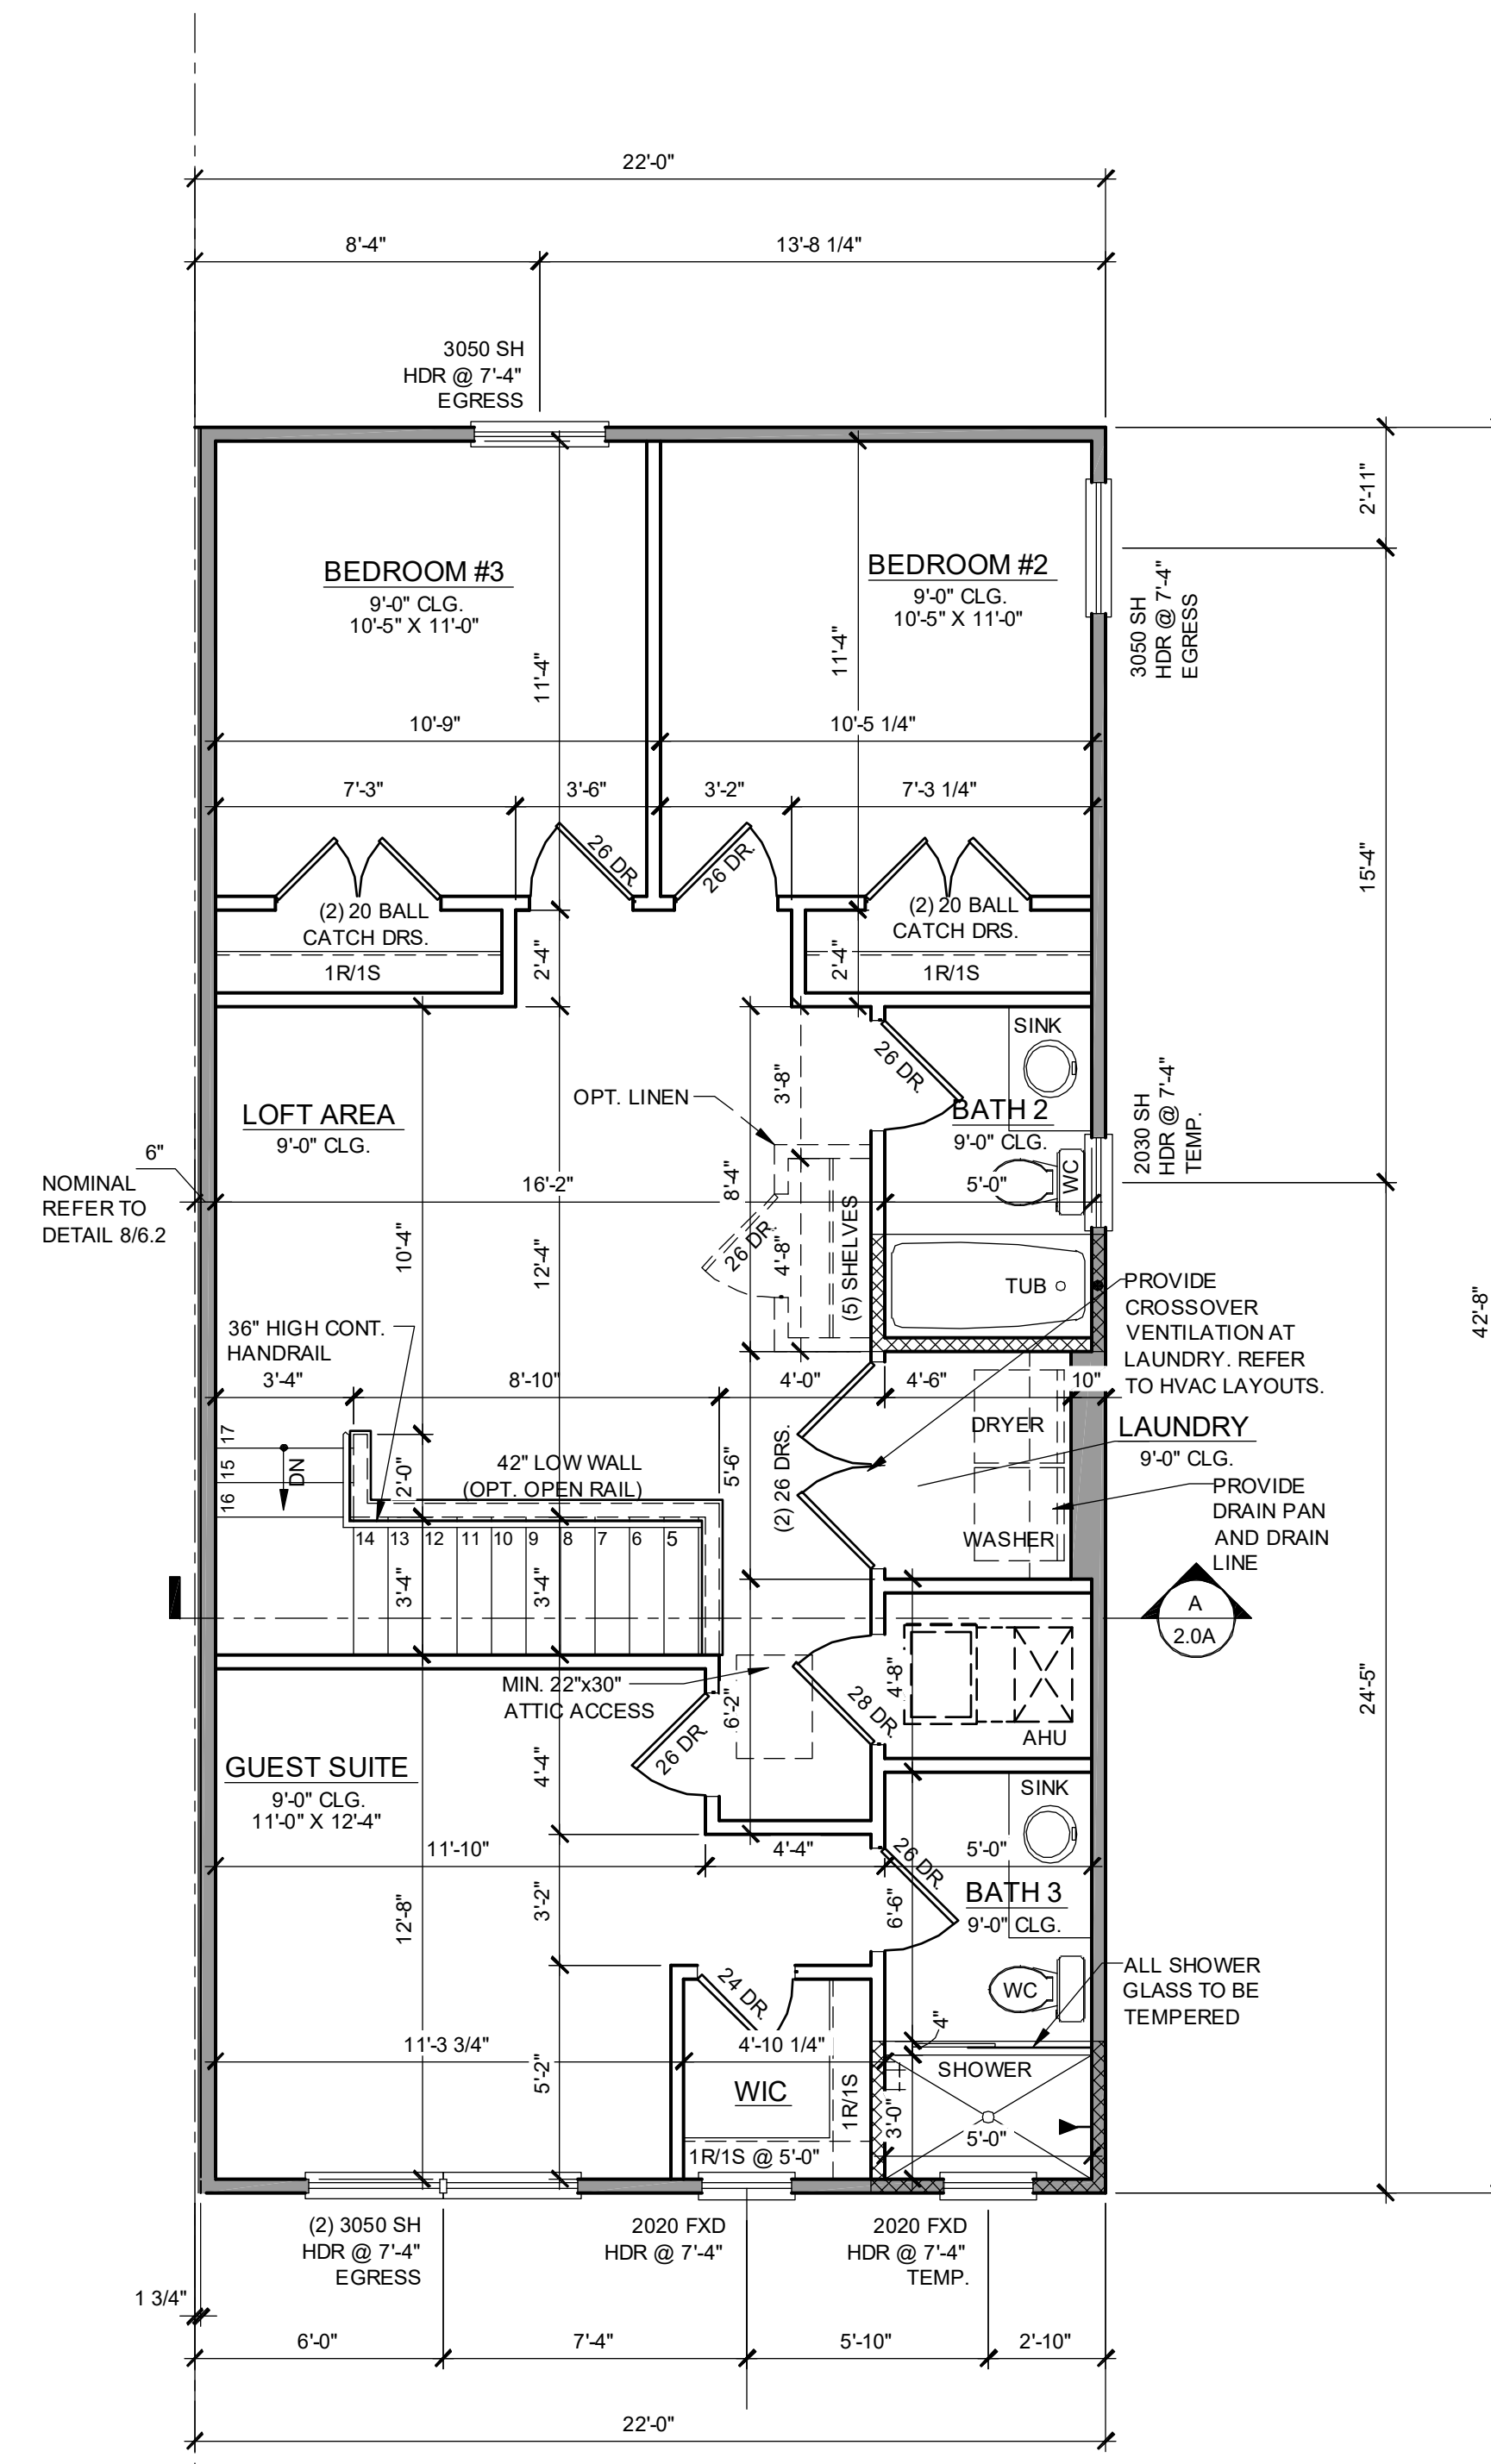 22'-0"
8'-4"
13'-8 1/4"
3050 SH
HDR @ 7'-4"
EGRESS
2'-11"
BEDROOM #3
9'-0" CLG.
10'-5" X 11'-0"
BEDROOM #2
9'-0" CLG.
10'-5" X 11'-0"
3050 SH
HDR @ 7'-4"
EGRESS
11'-4"
11'-4"
10'-9"
10'-5 1/4"
7'-3"
3'-6"
3'-2"
7'-3 1/4"
26 DR.
26 DR.
15'-4"
(2) 20 BALL
CATCH DRS.
1R/1S
2'-4"
2'-4"
(2) 20 BALL
CATCH DRS.
1R/1S
SINK
26 DR.
3'-8"
OPT. LINEN
LOFT AREA
9'-0" CLG.
BATH 2
9'-0" CLG.
2030 SH
HDR @ 7'-4"
TEMP.
6"
NOMINAL
REFER TO
DETAIL 8/6.2
16'-2"
8'-4"
5'-0"
WC
10'-4"
12'-4"
26 DR.
4'-8"
(5) SHELVES
TUB
PROVIDE
CROSSOVER
VENTILATION AT
LAUNDRY. REFER
TO HVAC LAYOUTS.
42'-8"
36" HIGH CONT.
HANDRAIL
3'-4"
8'-10"
4'-0"
4'-6"
10"
DRYER
LAUNDRY
9'-0" CLG.
17
15
16
DN
2'-0"
42" LOW WALL
(OPT. OPEN RAIL)
5'-6"
(2) 26 DRS.
WASHER
PROVIDE
DRAIN PAN
AND DRAIN
LINE
14
13
12
11
10
9
8
7
6
5
3'-4"
3'-4"
A
2.0A
MIN. 22"x30"
ATTIC ACCESS
6'-2"
28 DR.
4'-8"
AHU
24'-5"
26 DR.
GUEST SUITE
9'-0" CLG.
11'-0" X 12'-4"
4'-4"
SINK
11'-10"
4'-4"
26 DR.
5'-0"
12'-8"
3'-2"
6'-6"
BATH 3
9'-0" CLG.
WC
ALL SHOWER
GLASS TO BE
TEMPERED
24 DR.
11'-3 3/4"
4'-10 1/4"
4"
5'-2"
WIC
1R/1S
SHOWER
3'-0"
5'-0"
1R/1S @ 5'-0"
(2) 3050 SH
HDR @ 7'-4"
EGRESS
2020 FXD
HDR @ 7'-4"
2020 FXD
HDR @ 7'-4"
TEMP.
1 3/4"
6'-0"
7'-4"
5'-10"
2'-10"
22'-0"